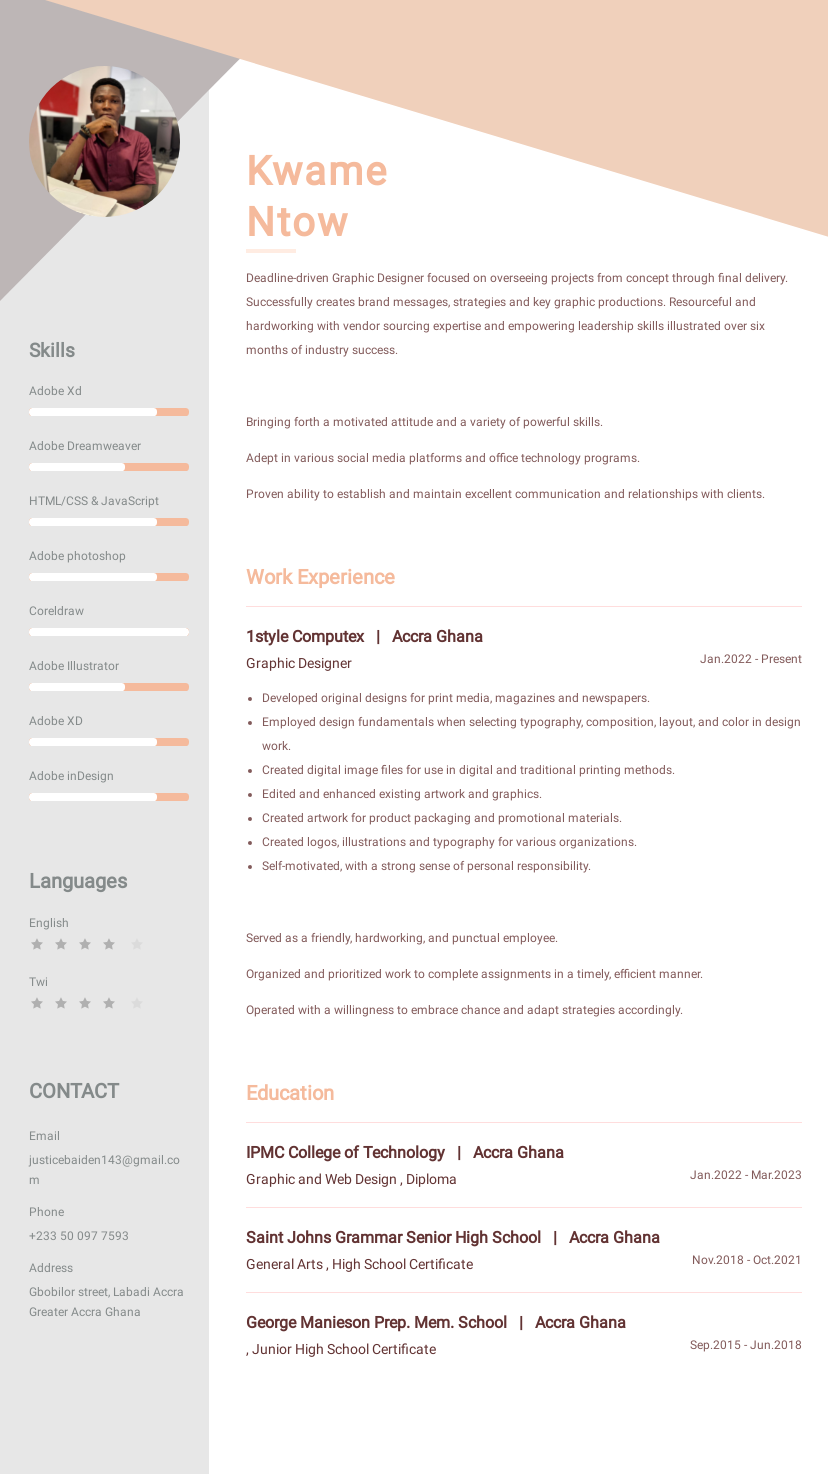 Kwame
Ntow
Deadline-driven Graphic Designer focused on overseeing projects from concept through final delivery.
Successfully creates brand messages, strategies and key graphic productions. Resourceful and
hardworking with vendor sourcing expertise and empowering leadership skills illustrated over six
months of industry success.
Bringing forth a motivated attitude and a variety of powerful skills.
Adept in various social media platforms and office technology programs.
Proven ability to establish and maintain excellent communication and relationships with clients.
Skills
Adobe Xd
Adobe Dreamweaver
HTML/CSS & JavaScript
Adobe photoshop
Coreldraw
Adobe Illustrator
Adobe XD
Adobe inDesign
Languages
English
Twi
CONTACT
Email
justicebaiden143@gmail.co
m
Phone
+233 50 097 7593
Address
Gbobilor street, Labadi Accra
Greater Accra Ghana
Work Experience
1style Computex | Accra Ghana
Graphic Designer
Jan.2022 - Present
• Developed original designs for print media, magazines and newspapers.
• Employed design fundamentals when selecting typography, composition, layout, and color in design
work.
• Created digital image files for use in digital and traditional printing methods.
• Edited and enhanced existing artwork and graphics.
• Created artwork for product packaging and promotional materials.
• Created logos, illustrations and typography for various organizations.
• Self-motivated, with a strong sense of personal responsibility.
Served as a friendly, hardworking, and punctual employee.
Organized and prioritized work to complete assignments in a timely, efficient manner.
Operated with a willingness to embrace chance and adapt strategies accordingly.
Education
IPMC College of Technology | Accra Ghana
Graphic and Web Design , Diploma
Jan.2022 - Mar.2023
Saint Johns Grammar Senior High School | Accra Ghana
General Arts , High School Certificate
Nov.2018 - Oct.2021
George Manieson Prep. Mem. School | Accra Ghana
, Junior High School Certificate
Sep.2015 - Jun.2018